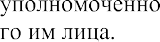 уполномоченно
го им лица.